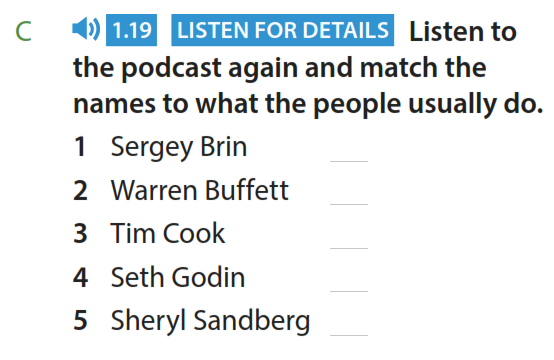 C 1.19 LISTEN FOR DETAILS Listen to
the podcast again and match the
names to what the people usually do.
1 Sergey Brin
2 Warren Buffett
3 Tim Cook
4 Seth Godin
5 Sheryl Sandberg